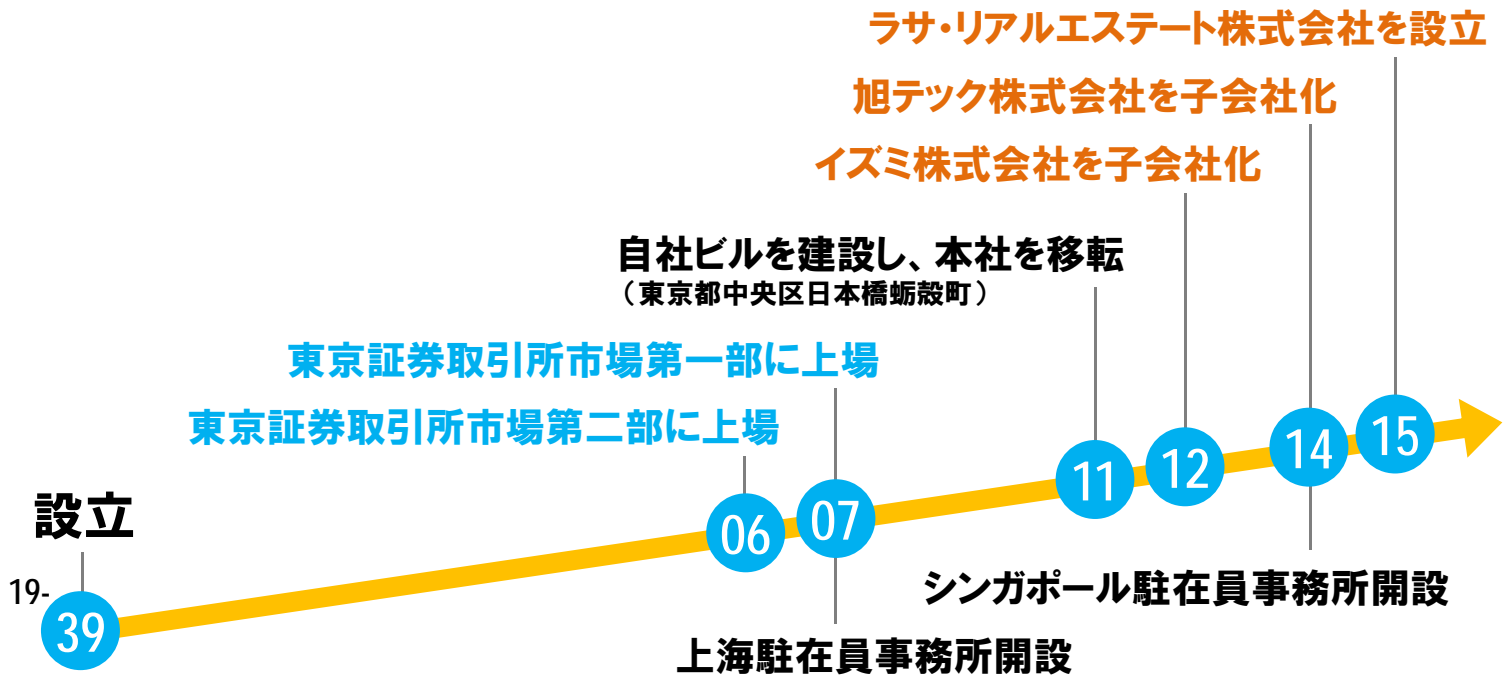 ラサ・リアルエステート株式会社を設立
旭テック株式会社を子会社化
イズミ株式会社を子会社化
自社ビルを建設し、本社を移転
（東京都中央区日本橋蛎殻町）
東京証券取引所市場第一部に上場
東京証券取引所市場第二部に上場
設立
19-
39
06
07
11
12
14
15
シンガポール駐在員事務所開設
上海駐在員事務所開設